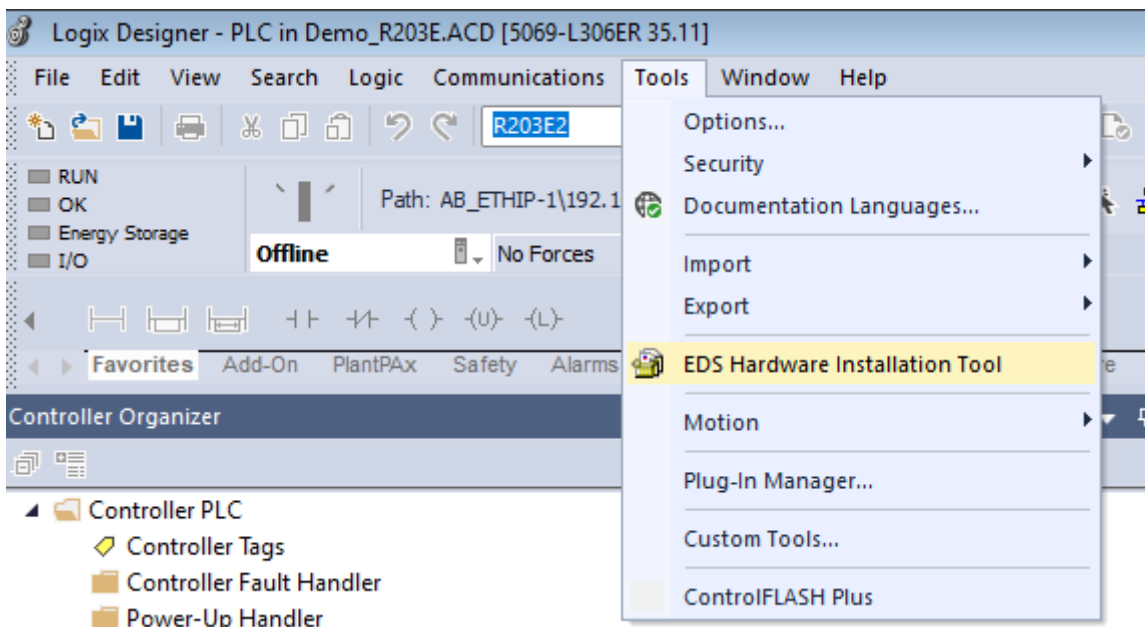 Logix Designer - PLC in Demo_R203E.ACD [5069-L306ER 35.11]
File Edit View Search Logic Communications Tools Window Help
R203E2
Options...
RUN
Security
Path: AB_ETHIP-1\192.1
OK
Documentation Languages...
Energy Storage
Offline
No Forces
I/O
Import
Export
(U) (L)
Favorites Add-On PlantPAx Safety Alarms
EDS Hardware Installation Tool
Controller Organizer
Motion
Plug-In Manager...
Controller PLC
Controller Tags
Custom Tools...
Controller Fault Handler
ControlFLASH Plus
Power-Up Handler